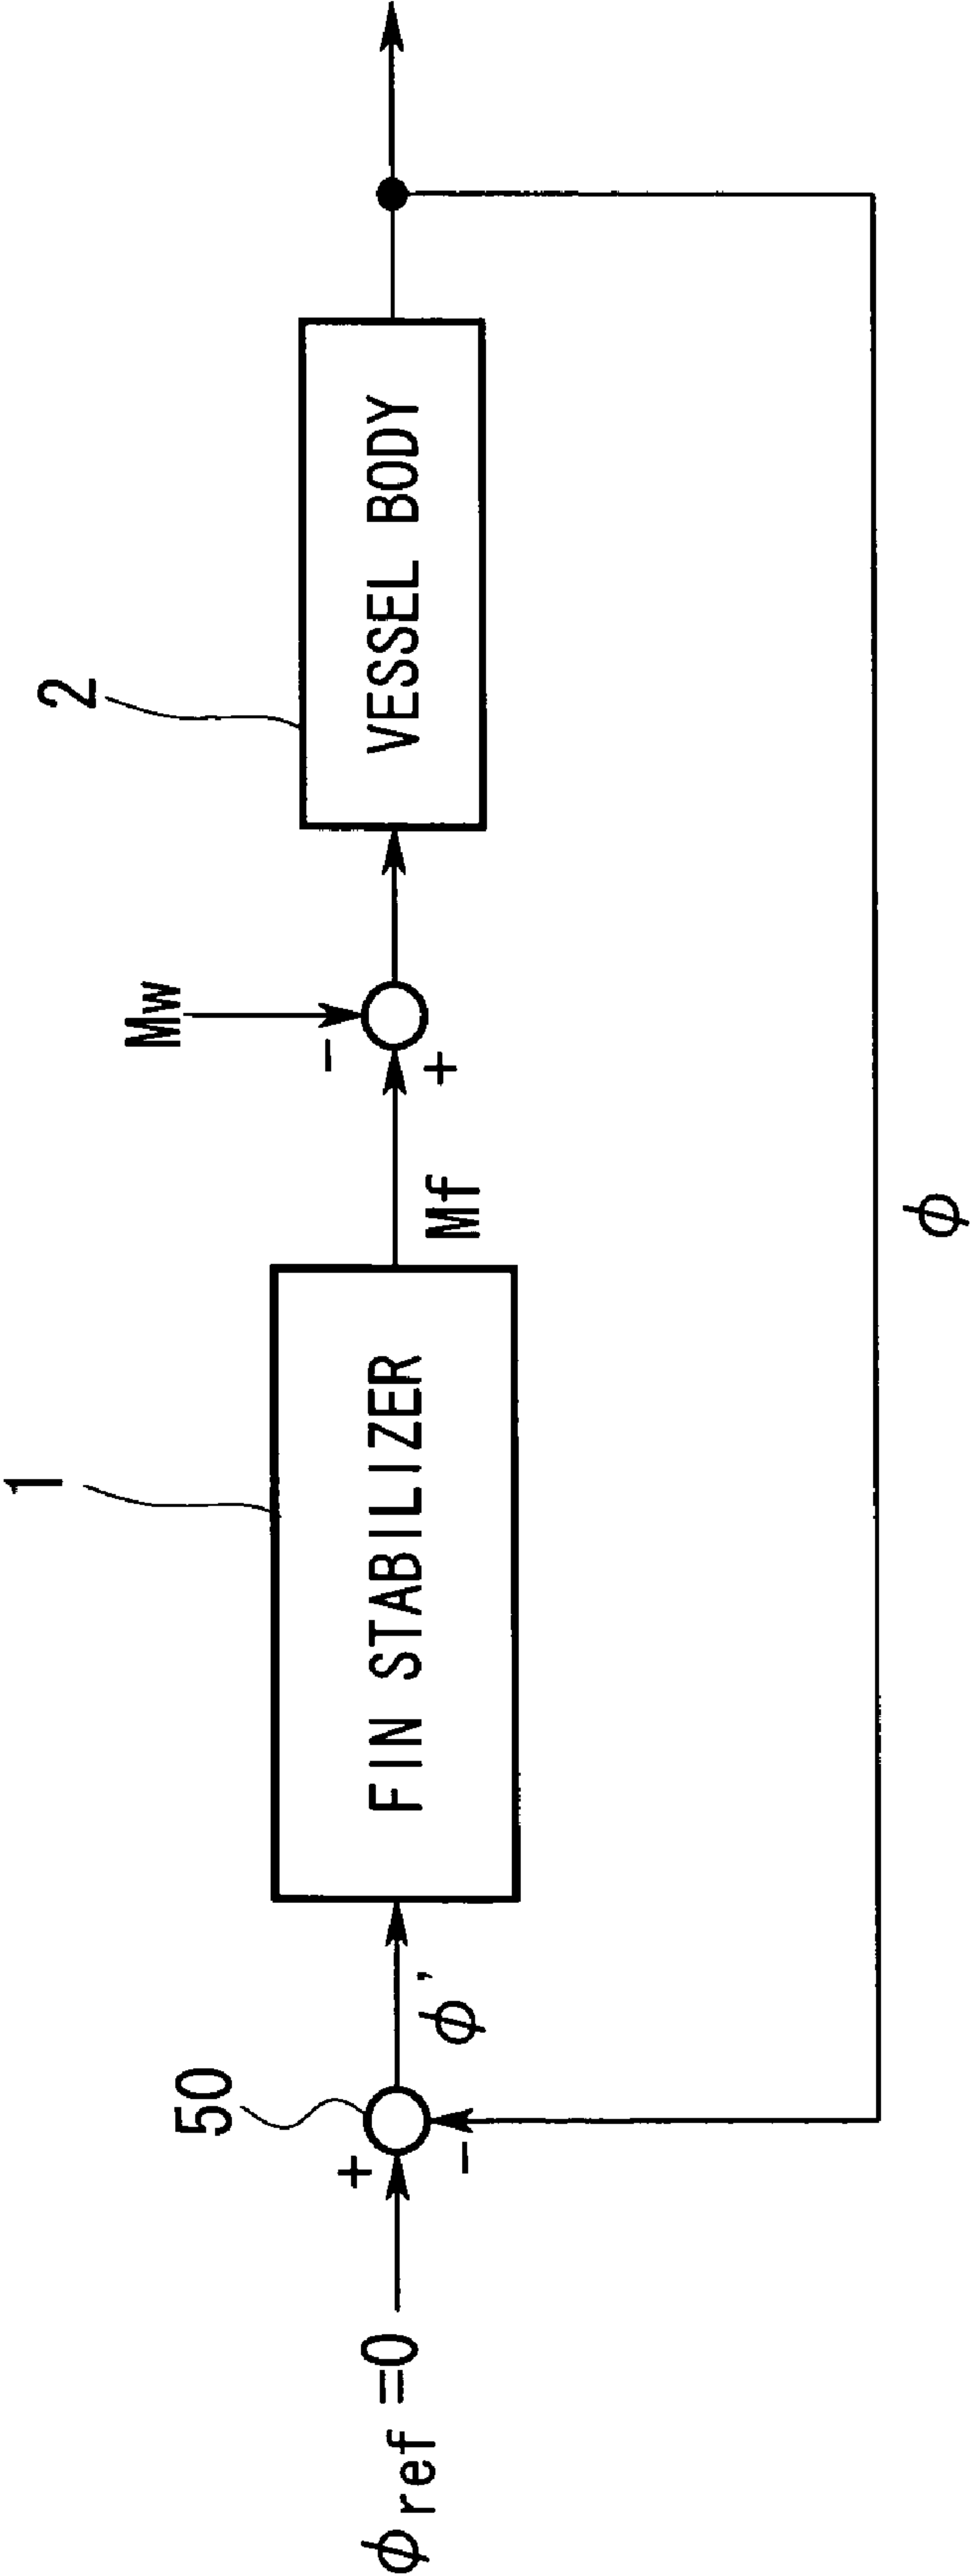 φref =0
+
−
50
φ'
1
FIN STABILIZER
Mf
Mw
−
+
2
VESSEL BODY
φ